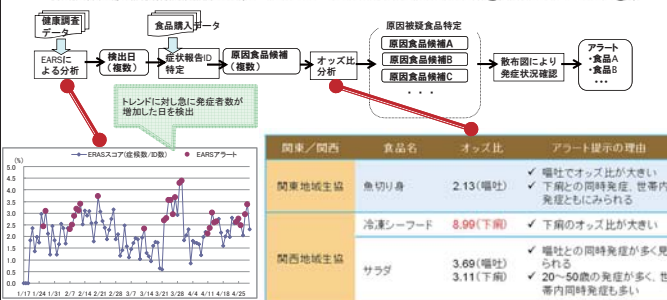 健康調査
データ
食品購入データ
原因被疑食品特定
EARSに
よる分析
検出日
(複数)
症状報告ID
特定
原因食品候補
(複数)
オッズ比
分析
原因食品候補A
原因食品候補B
原因食品候補C
・・・
散布図により
発症状況確認
アラート
・食品A
・食品B
・・・
トレンドに対し急に発症者数が
増加した日を検出
(%)
ERASスコア(症候数/ID数)
EARSアラート
5.0
4.5
4.0
3.5
3.0
2.5
2.0
1.5
1.0
0.5
0.0
1/17 1/24 1/31 2/7 2/14 2/21 2/28 3/7 3/14 3/21 3/28 4/4 4/11 4/18 4/25
関東/関西 食品名 オッズ比 アラート提示の理由
関東地域生協 魚切り身 2.13(嘔吐)
✓ 嘔吐でオッズ比が大きい
✓ 下痢との同時発症、世帯内
発症ともにみられる
関西地域生協
冷凍シーフード 8.99(下痢) ✓ 下痢のオッズ比が大きい
サラダ
3.69(嘔吐)
3.11(下痢)
✓ 嘔吐との同時発症が多く見
られる
✓ 20~50歳の発症が多く、世
帯内同時発症も多い